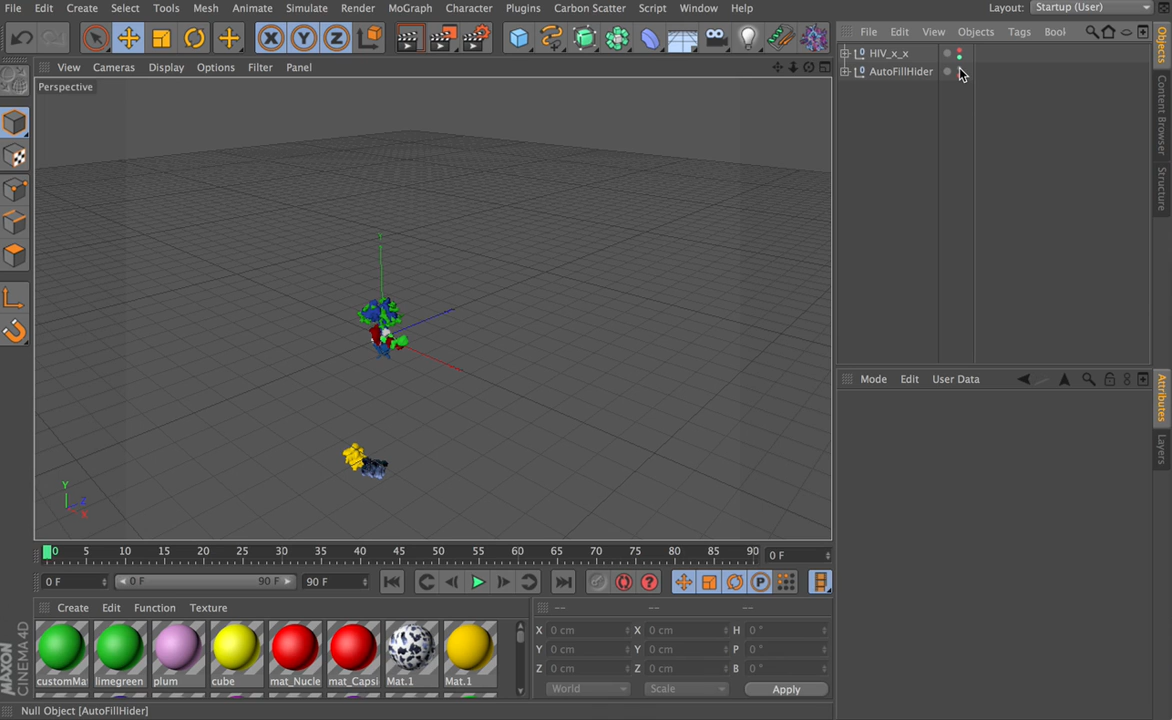 File Edit Create Select Tools Mesh Animate Simulate Render MoGraph Character Plugins Carbon Scatter Script Window Help Layout: Startup (User)
X Y Z
File Edit View Objects Tags Bool
View Cameras Display Options Filter Panel
Perspective
HIV_x_x
AutoFillHider
Objects
Content Browser
Structure
Y
Mode Edit User Data
Attributes
Layers
Y
Z
X
0 5 10 15 20 25 30 35 40 45 50 55 60 65 70 75 80 85 90 0 F
0 F 0 F 90 F 90 F P
Create Edit Function Texture
-- -- --
customMa limegreen plum cube mat_Nucle mat_Capsi Mat.1 Mat.1
X 0 cm X 0 cm H 0 °
Y 0 cm Y 0 cm P 0 °
Z 0 cm Z 0 cm B 0 °
World Scale Apply
MAXON
CINEMA 4D
Null Object [AutoFillHider]